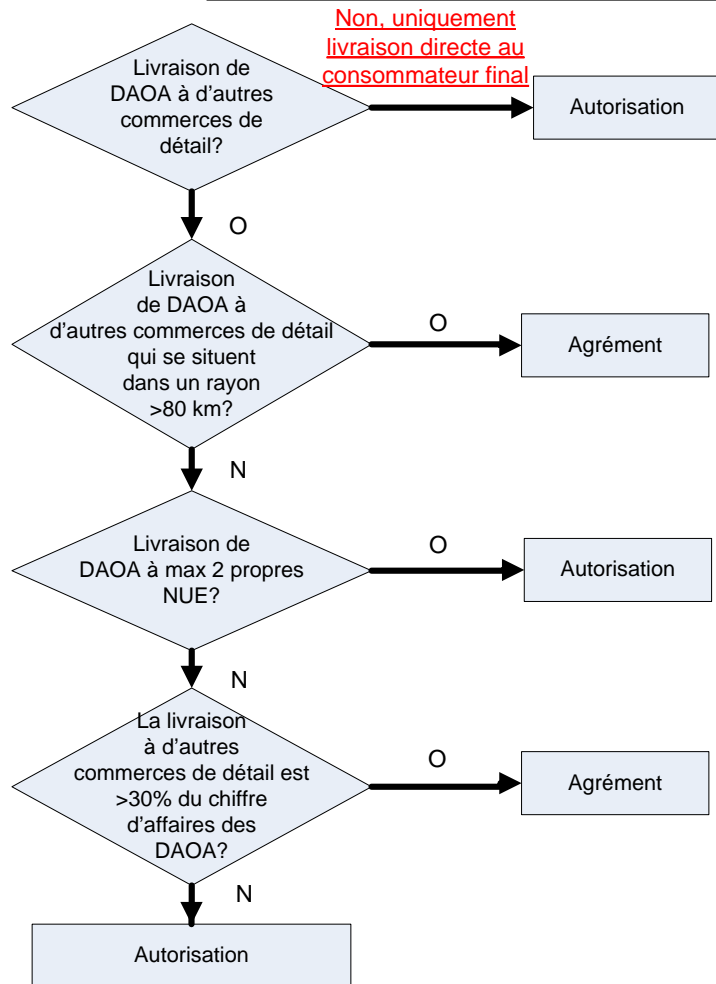 Non, uniquement
livraison directe au
consommateur final
Livraison de
DAOA à d'autres
commerces de
détail?
Autorisation
O
Livraison
de DAOA à
d'autres commerces de détail
qui se situent
dans un rayon
>80 km?
O
Agrément
N
Livraison de
DAOA à max 2 propres
NUE?
O
Autorisation
N
La livraison
à d'autres
commerces de détail est
>30% du chiffre
d'affaires des
DAOA?
O
Agrément
N
Autorisation